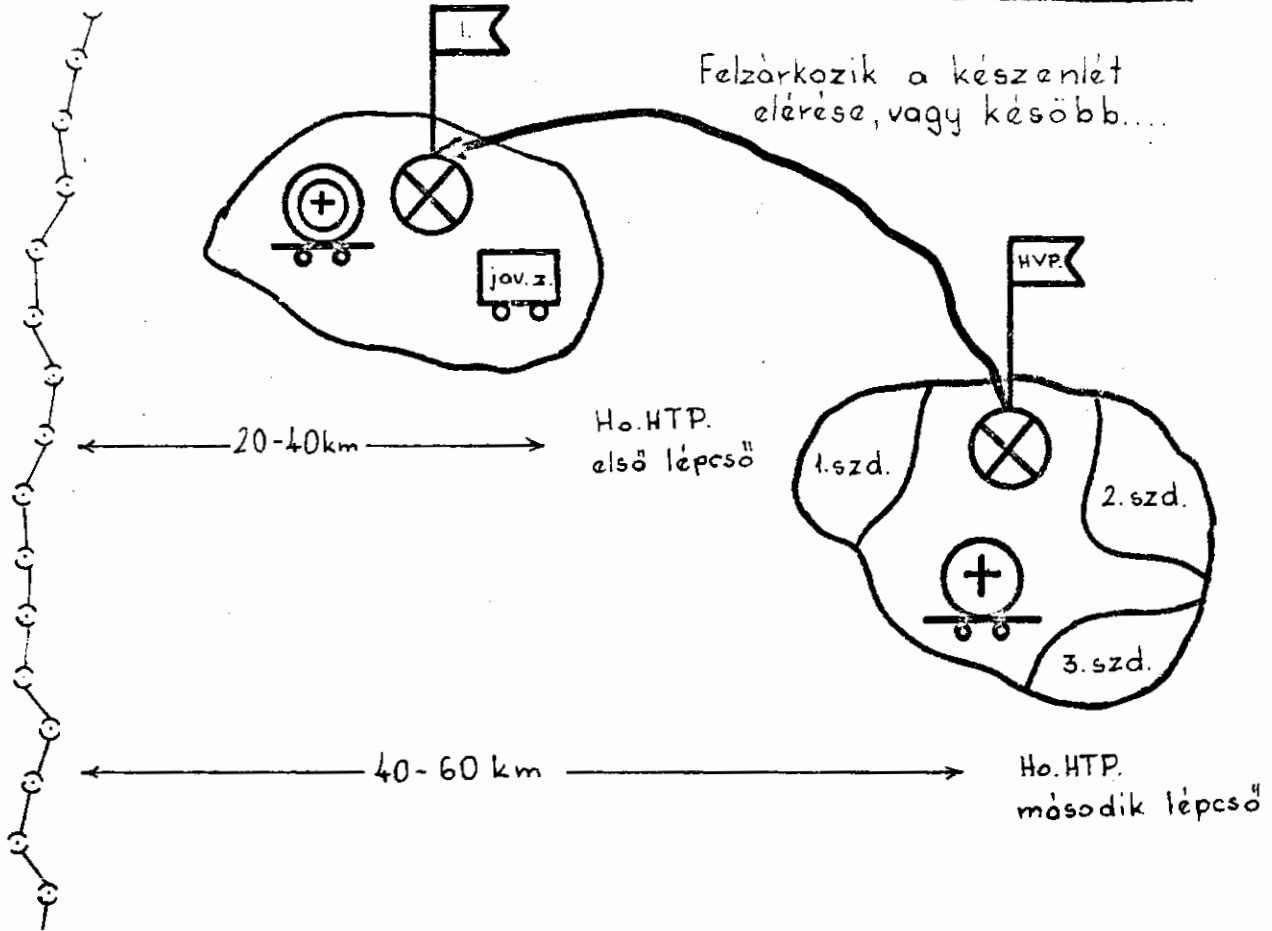 I.
Felzárkozik a készenlét
elérése, vagy később....
jav. z.
HVP.
20-40km
Ho. HTP.
első lépcső
1.szd.
2.szd.
3.szd.
40-60 km
Ho. HTP.
második lépcső